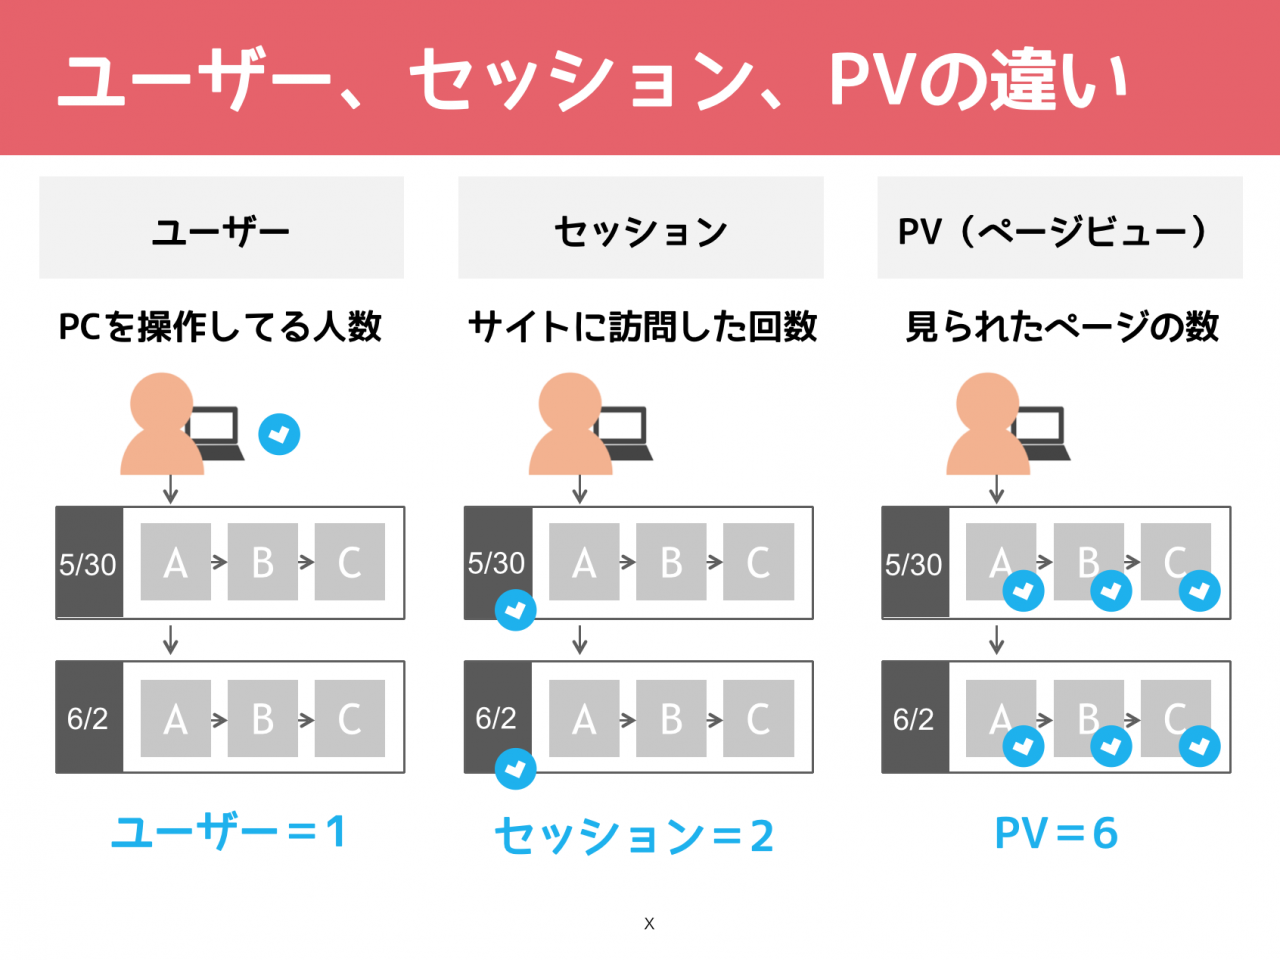 ユーザー、セッション、PVの違い
ユーザー
セッション
PV（ページビュー）
PCを操作してる人数
サイトに訪問した回数
見られたページの数
5/30 A B C
5/30 A B C
5/30 A B C
6/2 A B C
6/2 A B C
6/2 A B C
ユーザー＝1
セッション＝2
PV＝6
X